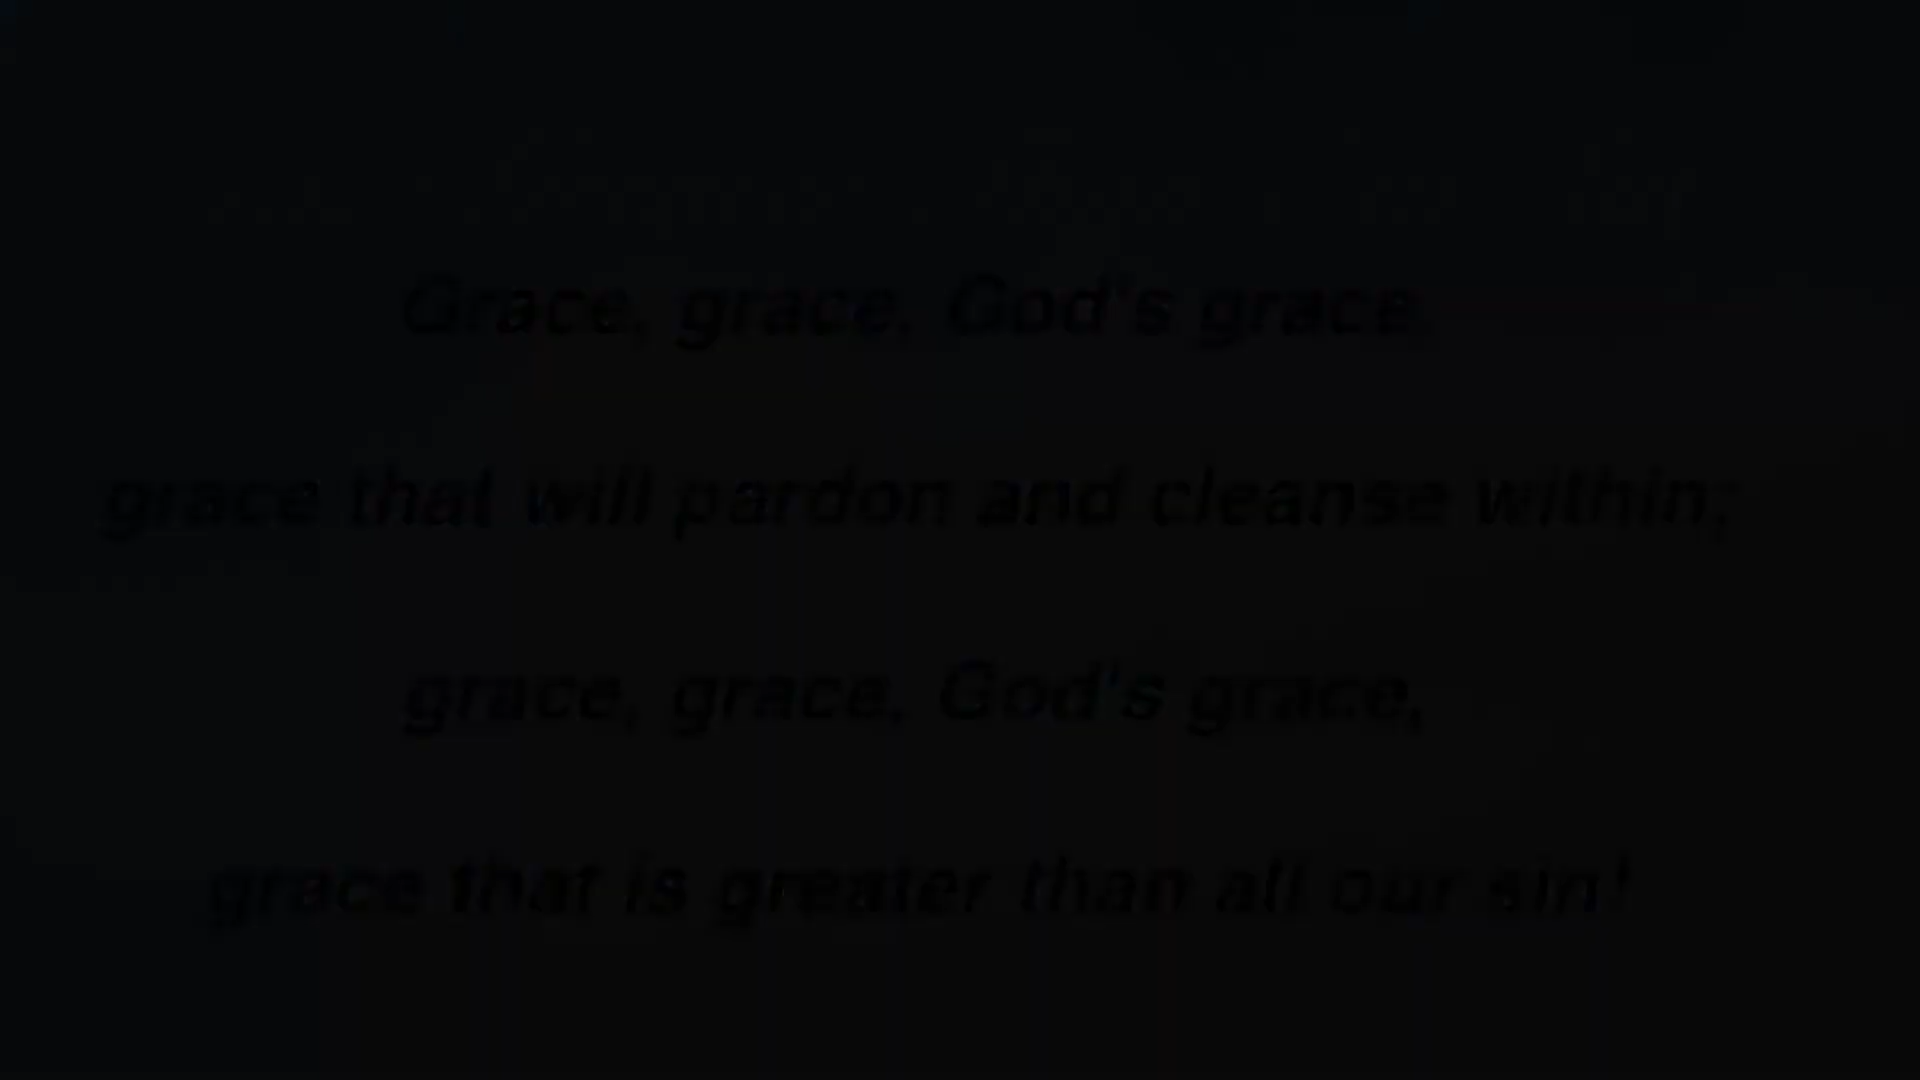 Grace, grace, God's grace,
grace that will pardon and cleanse within;
grace, grace, God's grace,
grace that is greater than all our sin!